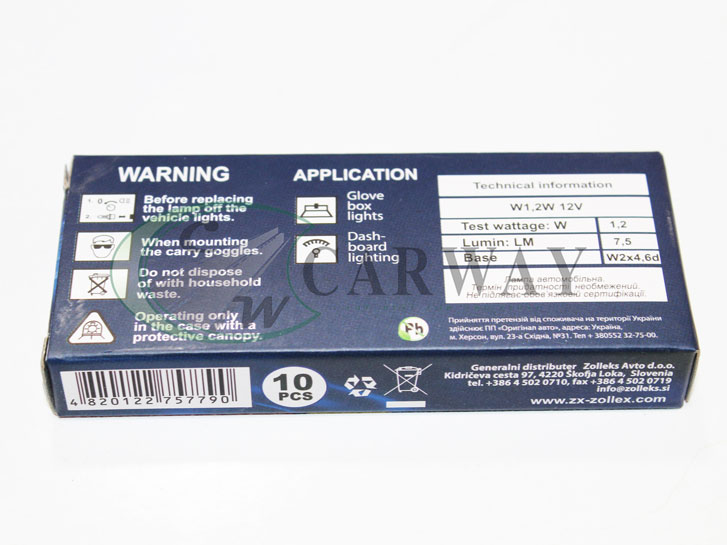 WARNING
Before replacing
the lamp off the
vehicle lights.
When mounting
the carry goggles.
Do not dispose
of with household
waste.
Operating only
in the case with a
protective canopy.
APPLICATION
Glove
box
lights
Dash-
board
lighting
Technical information
W1,2W 12V
Test wattage: W 1,2
Lumin: LM 7,5
Base W2x4,6d
Лампа автомобільна.
Термін придатності необмежений.
Не підлягає обов'язковій сертифікації.
Прийняття претензій від споживача на території України
здійснює ПП «Оригінал авто», адреса: Україна,
м. Херсон, вул. 23-а Східна, №31. Тел + 380552 32-75-00.
CARWAY
4 820122 757790
10
PCS
Generalni distributer Zolleks Avto d.o.o.
Kidričeva cesta 97, 4220 Škofja Loka, Slovenia
tel. +386 4 502 0710, fax +386 4 502 0719
info@zolleks.si
www.zx-zollex.com